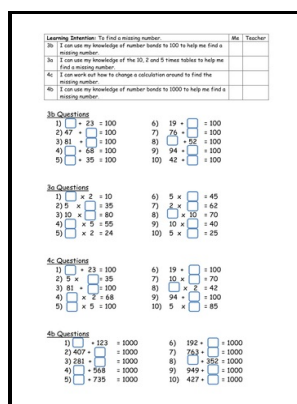 Learning Intention: To find a missing number. Me Teacher
3b I can use my knowledge of number bonds to 100 to help me find a missing number.
3a I can use my knowledge of the 10, 2 and 5 times tables to help me find a missing number.
4c I can work out how to change a calculation around to find the missing number.
4b I can use my knowledge of number bonds to 1000 to help me find a missing number.
3b Questions
1) + 23 = 100 6) 19 + = 100
2) 47 + = 100 7) 76 + = 100
3) 81 + = 100 8) + 52 = 100
4) + 68 = 100 9) 94 + = 100
5) + 35 = 100 10) 42 + = 100
3a Questions
1) x 2 = 10 6) 5 x = 45
2) 5 x = 35 7) 2 x = 62
3) 10 x = 80 8) x 10 = 70
4) x 5 = 55 9) 10 x = 40
5) x 2 = 24 10) 5 x = 25
4c Questions
1) + 23 = 100 6) 19 + = 100
2) 5 x = 35 7) 10 x = 70
3) 81 + = 100 8) x 2 = 42
4) x 2 = 68 9) 94 + = 100
5) x 5 = 100 10) 5 x = 85
4b Questions
1) + 123 = 1000 6) 192 + = 1000
2) 407 + = 1000 7) 763 + = 1000
3) 281 + = 1000 8) + 352 = 1000
4) + 568 = 1000 9) 949 + = 1000
5) + 735 = 1000 10) 427 + = 1000